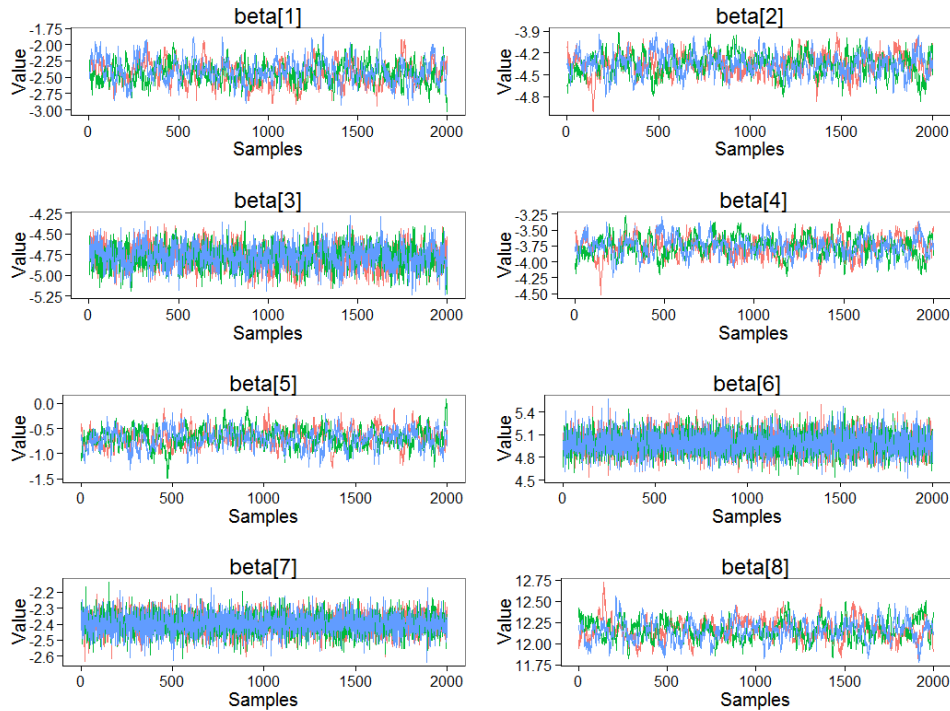 beta[1]
Value
-1.75
-2.00
-2.25
-2.50
-2.75
-3.00
0 500 1000 1500 2000
Samples
beta[2]
Value
-3.9
-4.2
-4.5
-4.8
0 500 1000 1500 2000
Samples
beta[3]
Value
-4.25
-4.50
-4.75
-5.00
-5.25
0 500 1000 1500 2000
Samples
beta[4]
Value
-3.25
-3.50
-3.75
-4.00
-4.25
-4.50
0 500 1000 1500 2000
Samples
beta[5]
Value
0.0
-0.5
-1.0
-1.5
0 500 1000 1500 2000
Samples
beta[6]
Value
5.4
5.1
4.8
4.5
0 500 1000 1500 2000
Samples
beta[7]
Value
-2.2
-2.3
-2.4
-2.5
-2.6
0 500 1000 1500 2000
Samples
beta[8]
Value
12.75
12.50
12.25
12.00
11.75
0 500 1000 1500 2000
Samples